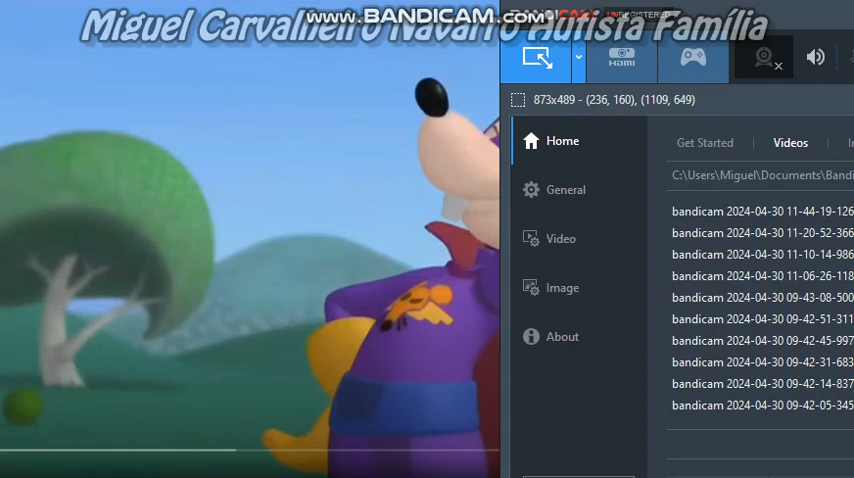 www.BANDICAM.com
BANDICAM UNREGISTERED
Miguel Carvalheiro Navarro Autista Família
HDMI
873x489 - (236, 160), (1109, 649)
Home
General
Video
Image
About
Get Started
Videos
C:\Users\Miguel\Documents\Bandi
bandicam 2024-04-30 11-44-19-126
bandicam 2024-04-30 11-20-52-366
bandicam 2024-04-30 11-10-14-986
bandicam 2024-04-30 11-06-26-118
bandicam 2024-04-30 09-43-08-500
bandicam 2024-04-30 09-42-51-311
bandicam 2024-04-30 09-42-45-997
bandicam 2024-04-30 09-42-31-683
bandicam 2024-04-30 09-42-14-837
bandicam 2024-04-30 09-42-05-345